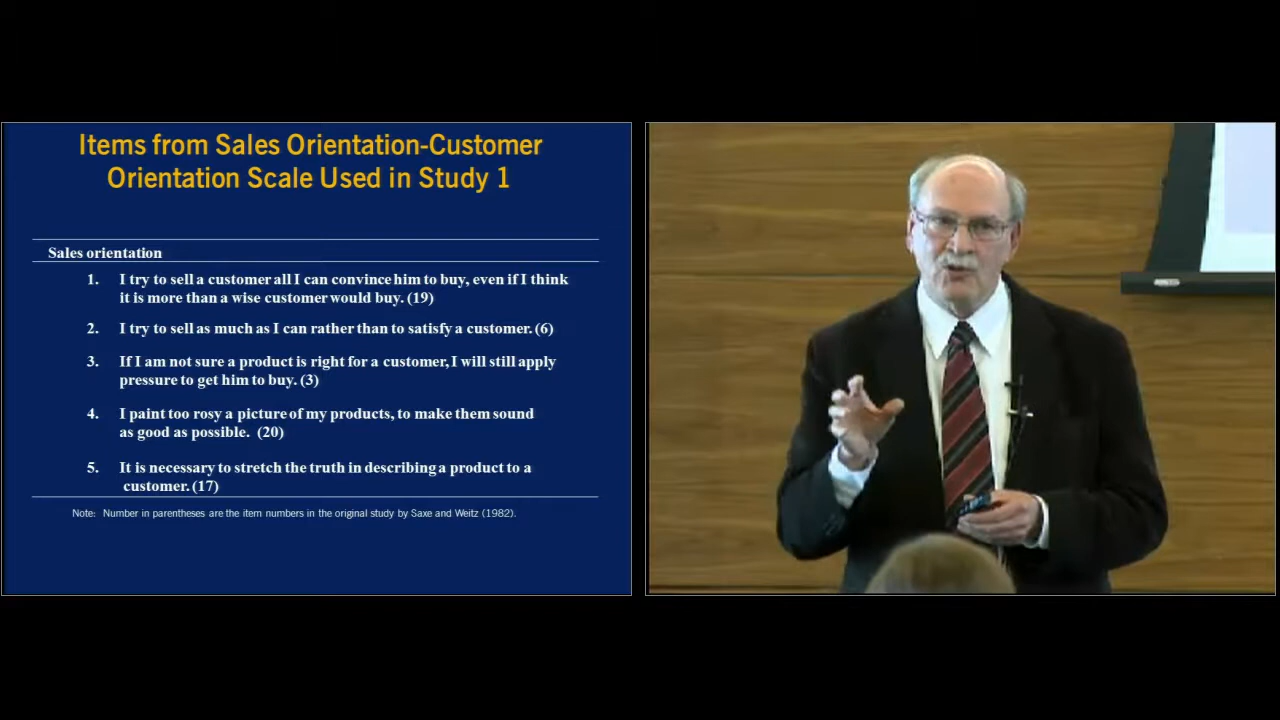 Items from Sales Orientation-Customer
Orientation Scale Used in Study 1
Sales orientation
1. I try to sell a customer all I can convince him to buy, even if I think
it is more than a wise customer would buy. (19)
2. I try to sell as much as I can rather than to satisfy a customer. (6)
3. If I am not sure a product is right for a customer, I will still apply
pressure to get him to buy. (3)
4. I paint too rosy a picture of my products, to make them sound
as good as possible. (20)
5. It is necessary to stretch the truth in describing a product to a
customer. (17)
Note: Number in parentheses are the item numbers in the original study by Saxe and Weitz (1982).